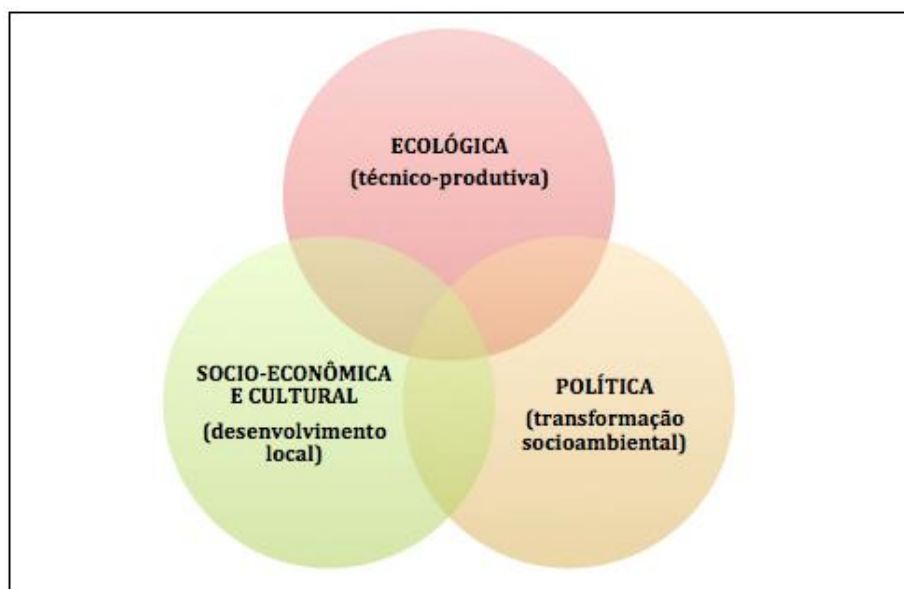 ECOLÓGICA
(técnico-produtiva)
SOCIO-ECONÔMICA
E CULTURAL
(desenvolvimento
local)
POLÍTICA
(transformação
socioambiental)